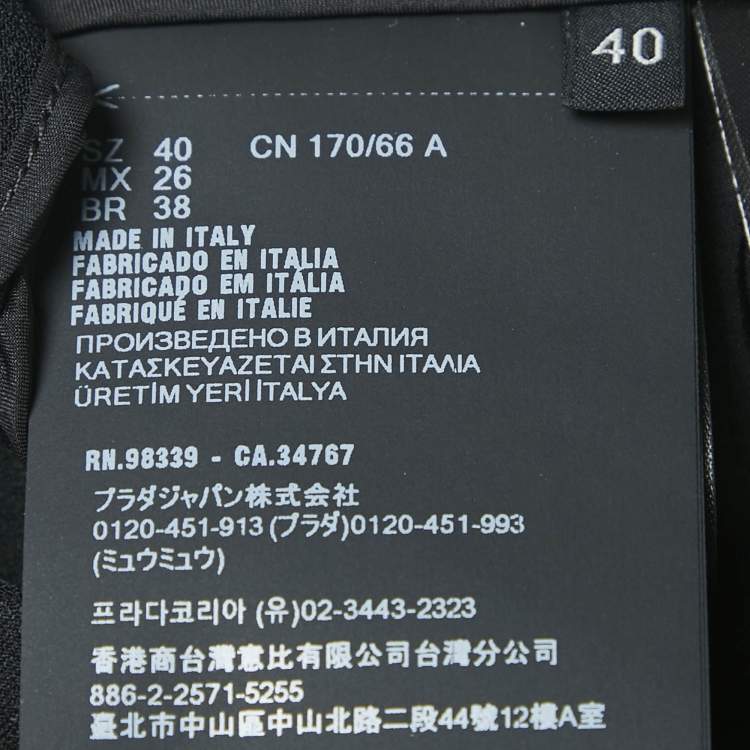 40
SZ 40 CN 170/66 A
MX 26
BR 38
MADE IN ITALY
FABRICADO EN ITALIA
FABRICADO EM ITÁLIA
FABRIQUÉ EN ITALIE
ПРОИЗВЕДЕНО В ИТАЛИЯ
ΚΑΤΑΣΚΕΥΑΖΕΤΑΙ ΣΤΗΝ ΙΤΑΛΙΑ
ÜRETİM YERİ İTALYA
RN.98339 - CA.34767
プラダジャパン株式会社
0120-451-913 (プラダ)0120-451-993
(ミュウミュウ)
프라다코리아 (유)02-3443-2323
香港商台灣意比有限公司台灣分公司
886-2-2571-5255
臺北市中山區中山北路二段44號12樓A室